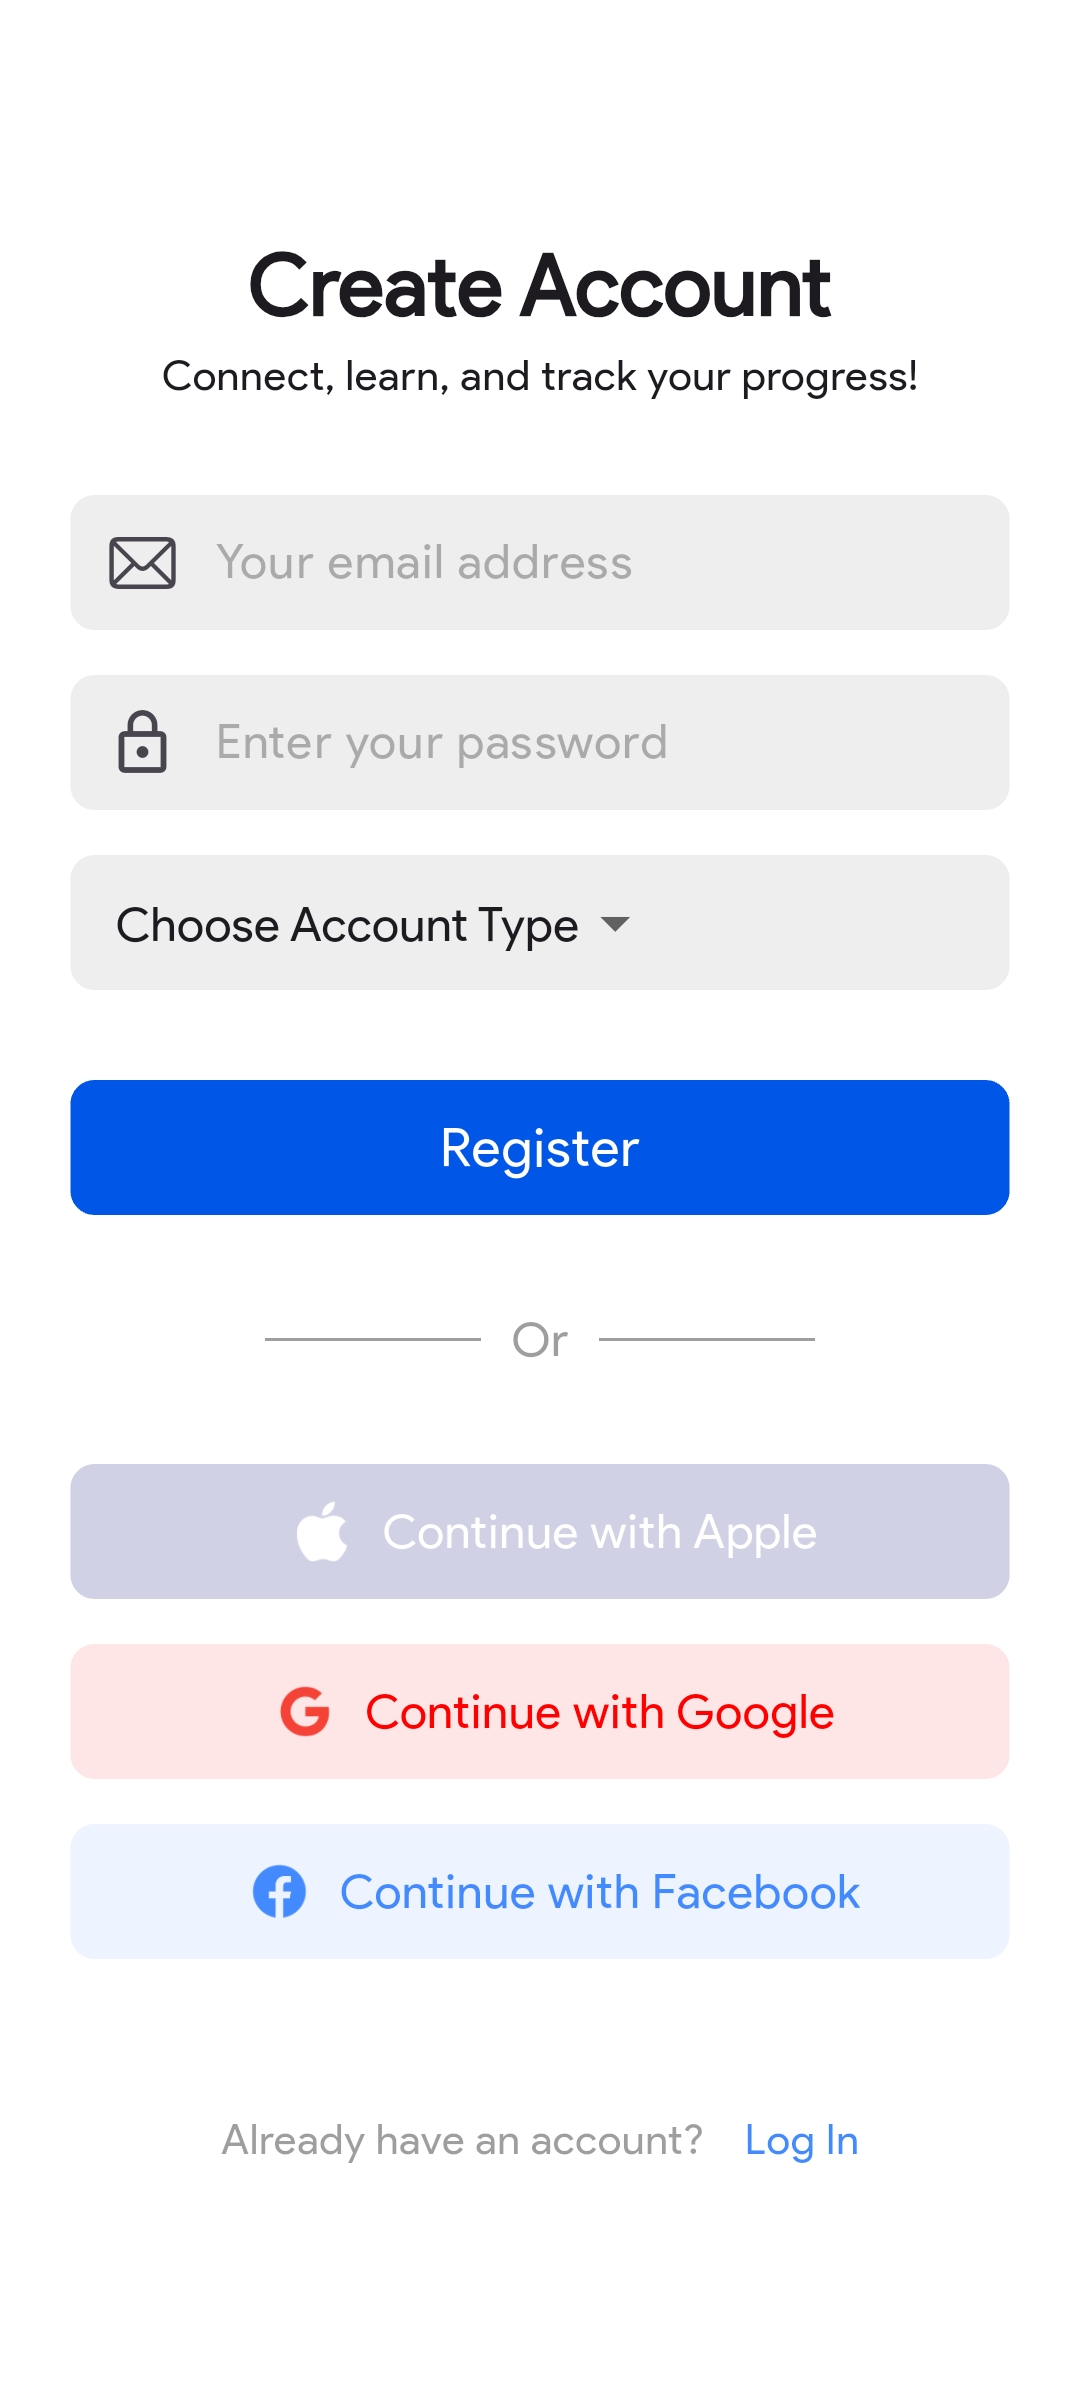 Create Account
Connect, learn, and track your progress!
Your email address
Enter your password
Choose Account Type
Register
Or
Continue with Apple
Continue with Google
Continue with Facebook
Already have an account? Log In